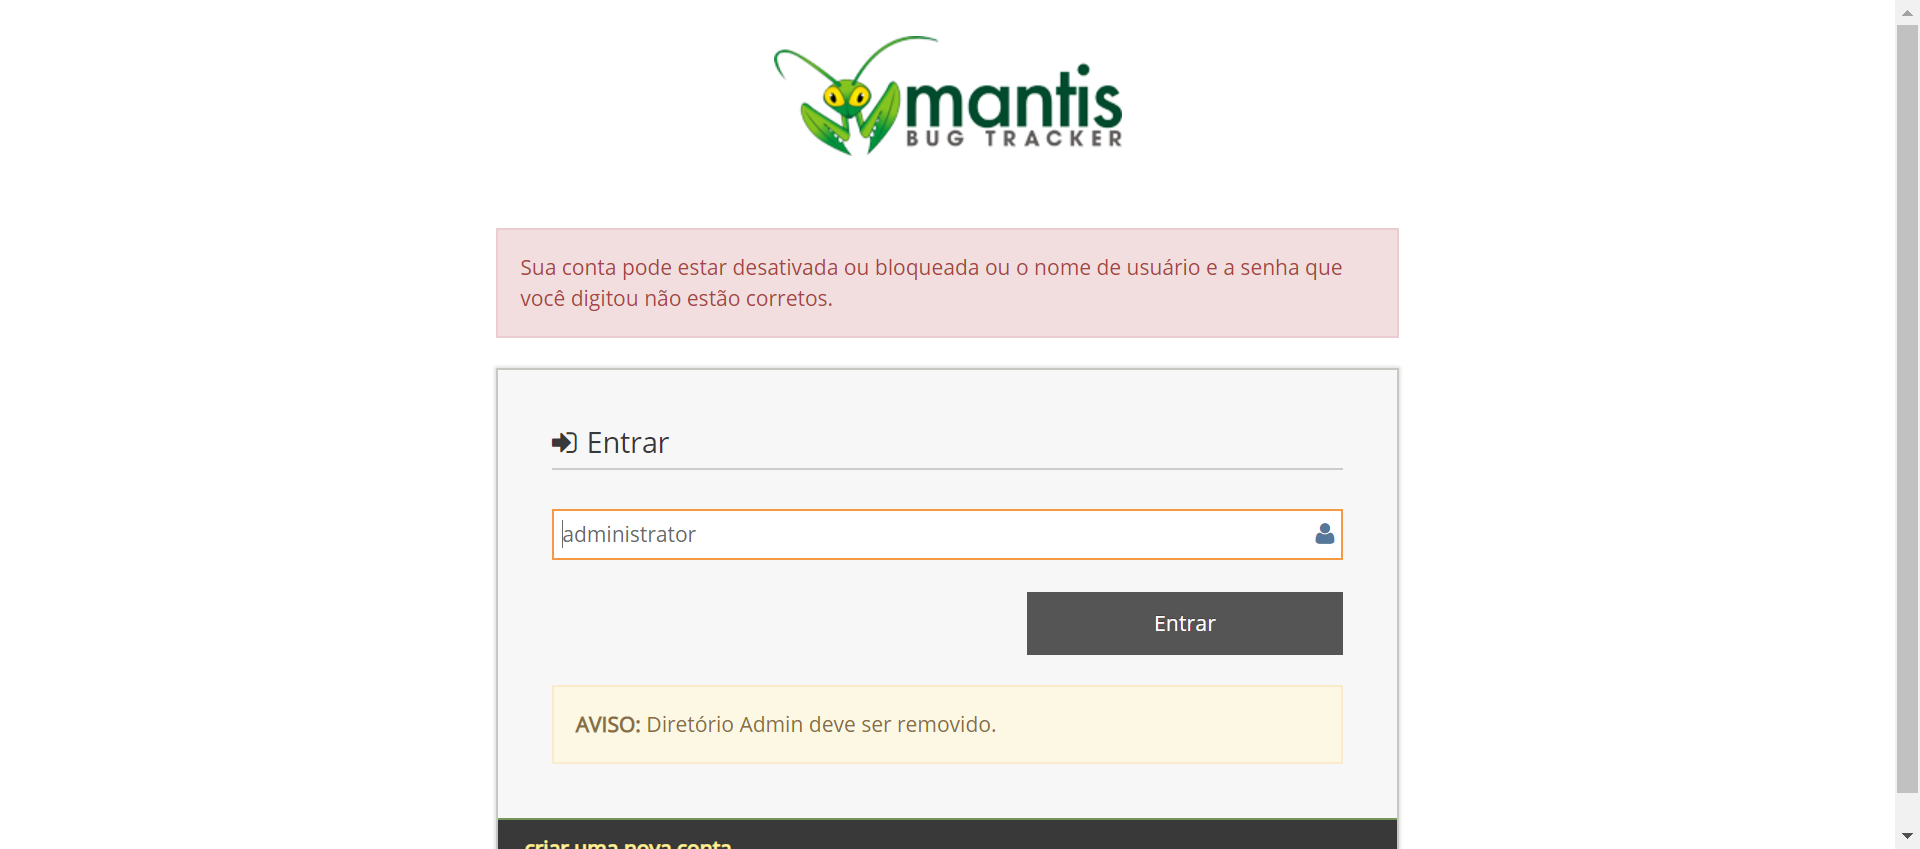 mantis
BUG TRACKER
Sua conta pode estar desativada ou bloqueada ou o nome de usuário e a senha que
você digitou não estão corretos.
Entrar
administrator
Entrar
AVISO: Diretório Admin deve ser removido.
criar uma nova conta